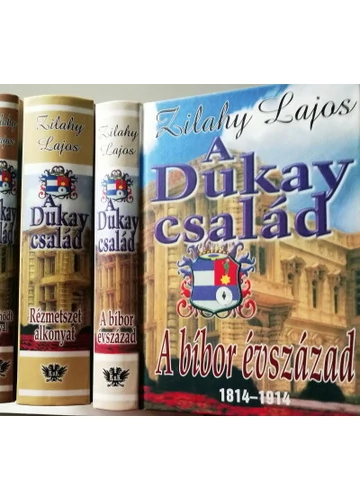 Zilahy
Lajos
A
Dukay
család
Rézmetszet
alkonyat
Zilahy
Lajos
A
Dukay
család
A bíbor
évszázad
Zilahy Lajos
A
Dukay
család
A bíbor évszázad
1814-1914